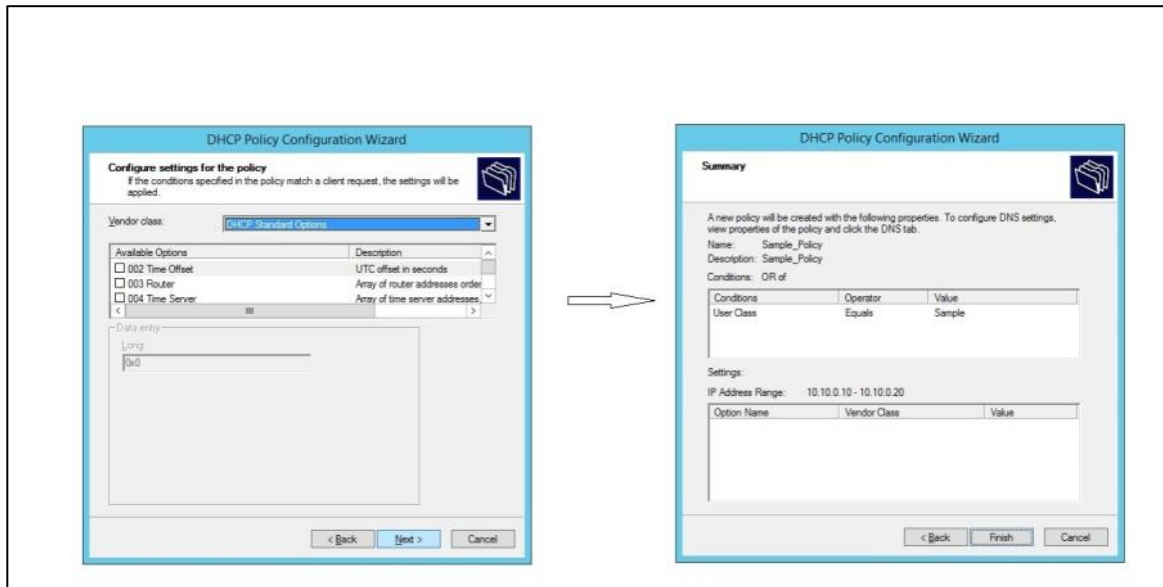 DHCP Policy Configuration Wizard
Configure settings for the policy
If the conditions specified in the policy match a client request, the settings will be
applied.
Vendor class:
DHCP Standard Options
Available Options
Description
002 Time Offset
UTC offset in seconds
003 Router
Array of router addresses order
004 Time Server
Array of time server addresses,
Data entry
Long:
0x0
< Back
Next >
Cancel
DHCP Policy Configuration Wizard
Summary
A new policy will be created with the following properties. To configure DNS settings,
view properties of the policy and click the DNS tab.
Name: Sample_Policy
Description: Sample_Policy
Conditions: OR of
Conditions
Operator
Value
User Class
Equals
Sample
Settings:
IP Address Range: 10.10.0.10 - 10.10.0.20
Option Name
Vendor Class
Value
< Back
Finish
Cancel